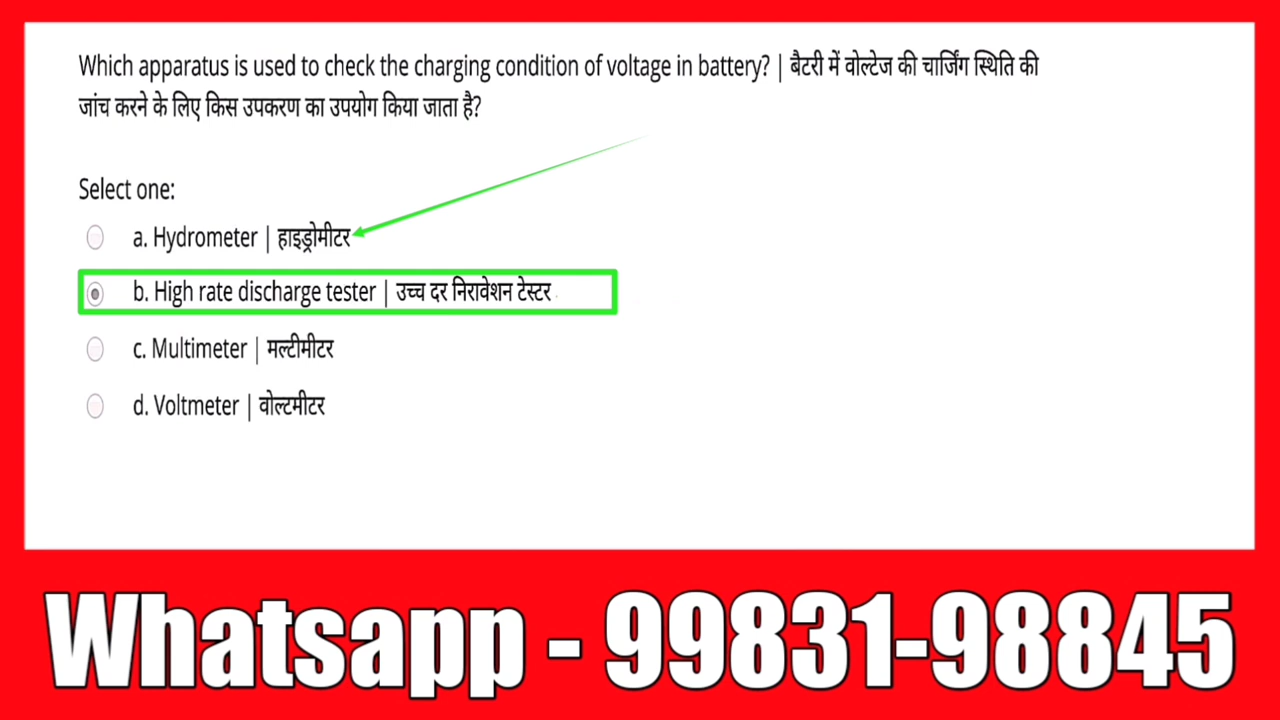 Which apparatus is used to check the charging condition of voltage in battery? | बैटरी में वोल्टेज की चार्जिंग स्थिति की
जांच करने के लिए किस उपकरण का उपयोग किया जाता है?
Select one:
a. Hydrometer | हाइड्रोमीटर
b. High rate discharge tester | उच्च दर निरावेशन टेस्टर
c. Multimeter | मल्टीमीटर
d. Voltmeter | वोल्टमीटर
Whatsapp - 99831-98845